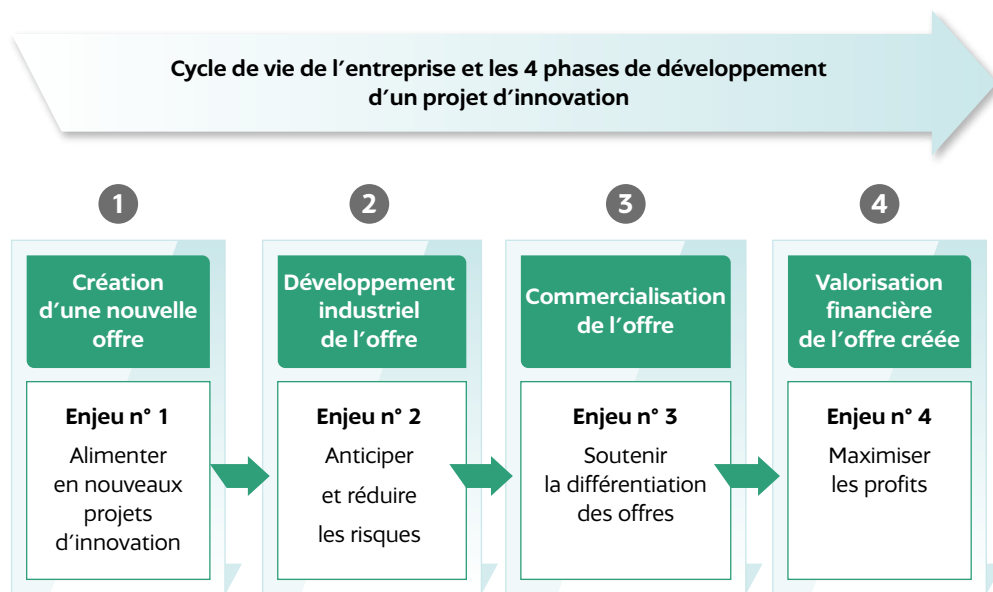 Cycle de vie de l'entreprise et les 4 phases de développement
d'un projet d'innovation
1
2
3
4
Création
d'une nouvelle
offre
Développement
industriel
de l'offre
Commercialisation
de l'offre
Valorisation
financière
de l'offre créée
Enjeu n° 1
Alimenter
en nouveaux
projets
d'innovation
Enjeu n° 2
Anticiper
et réduire
les risques
Enjeu n° 3
Soutenir
la différentiation
des offres
Enjeu n° 4
Maximiser
les profits